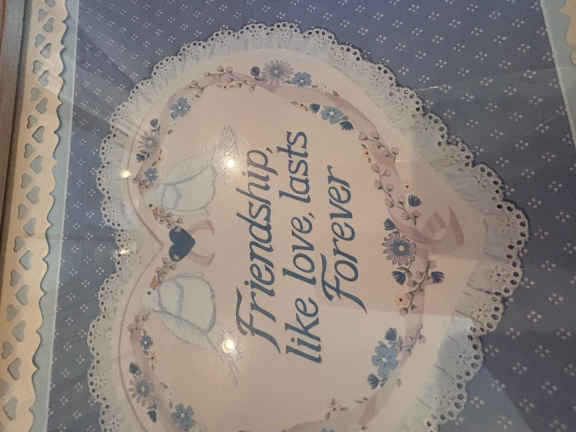 Friendship,
like love, lasts
Forever